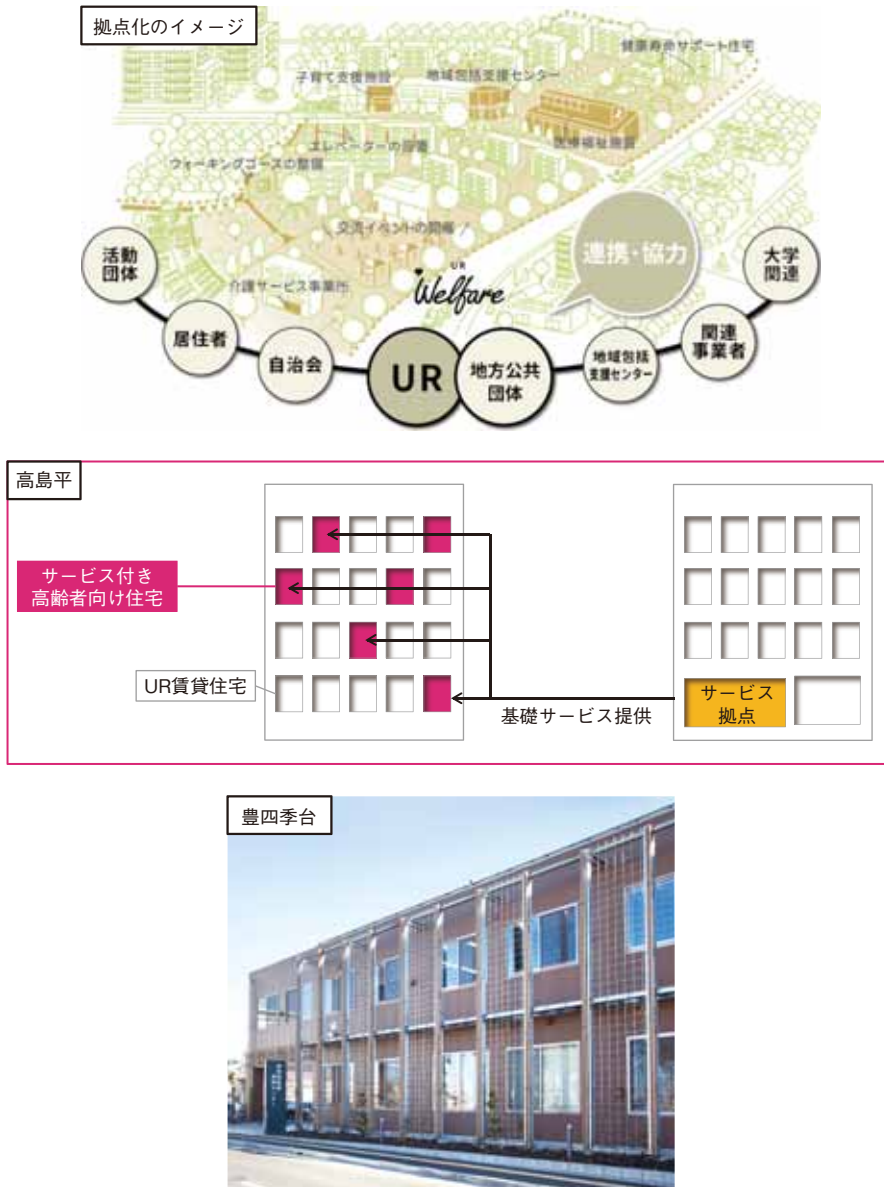 拠点化のイメージ
健康寿命サポート住宅
子育て支援施設
地域包括支援センター
エレベーターの設置
医療福祉施設
ウォーキングコースの整備
交流イベントの開催
介護サービス事業所
UR
Welfare
連携・協力
活動
団体
居住者
自治会
UR
地方公共
団体
地域包括
支援センター
関連
事業者
大学
関連
高島平
サービス付き
高齢者向け住宅
UR賃貸住宅
基礎サービス提供
サービス
拠点
豊四季台